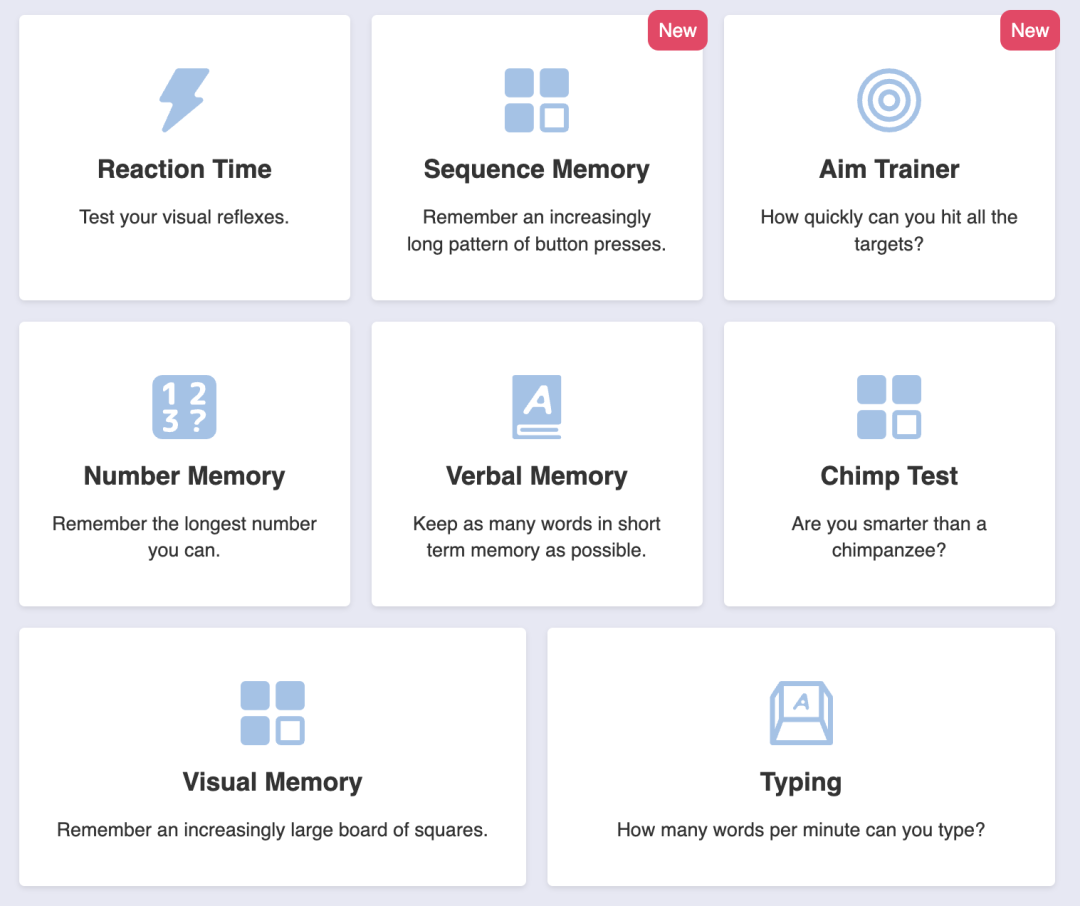 New
New
Reaction Time
Test your visual reflexes.
Sequence Memory
Remember an increasingly
long pattern of button presses.
Aim Trainer
How quickly can you hit all the
targets?
1 2
3 ?
Number Memory
Remember the longest number
you can.
A
Verbal Memory
Keep as many words in short
term memory as possible.
Chimp Test
Are you smarter than a
chimpanzee?
Visual Memory
Remember an increasingly large board of squares.
A
Typing
How many words per minute can you type?